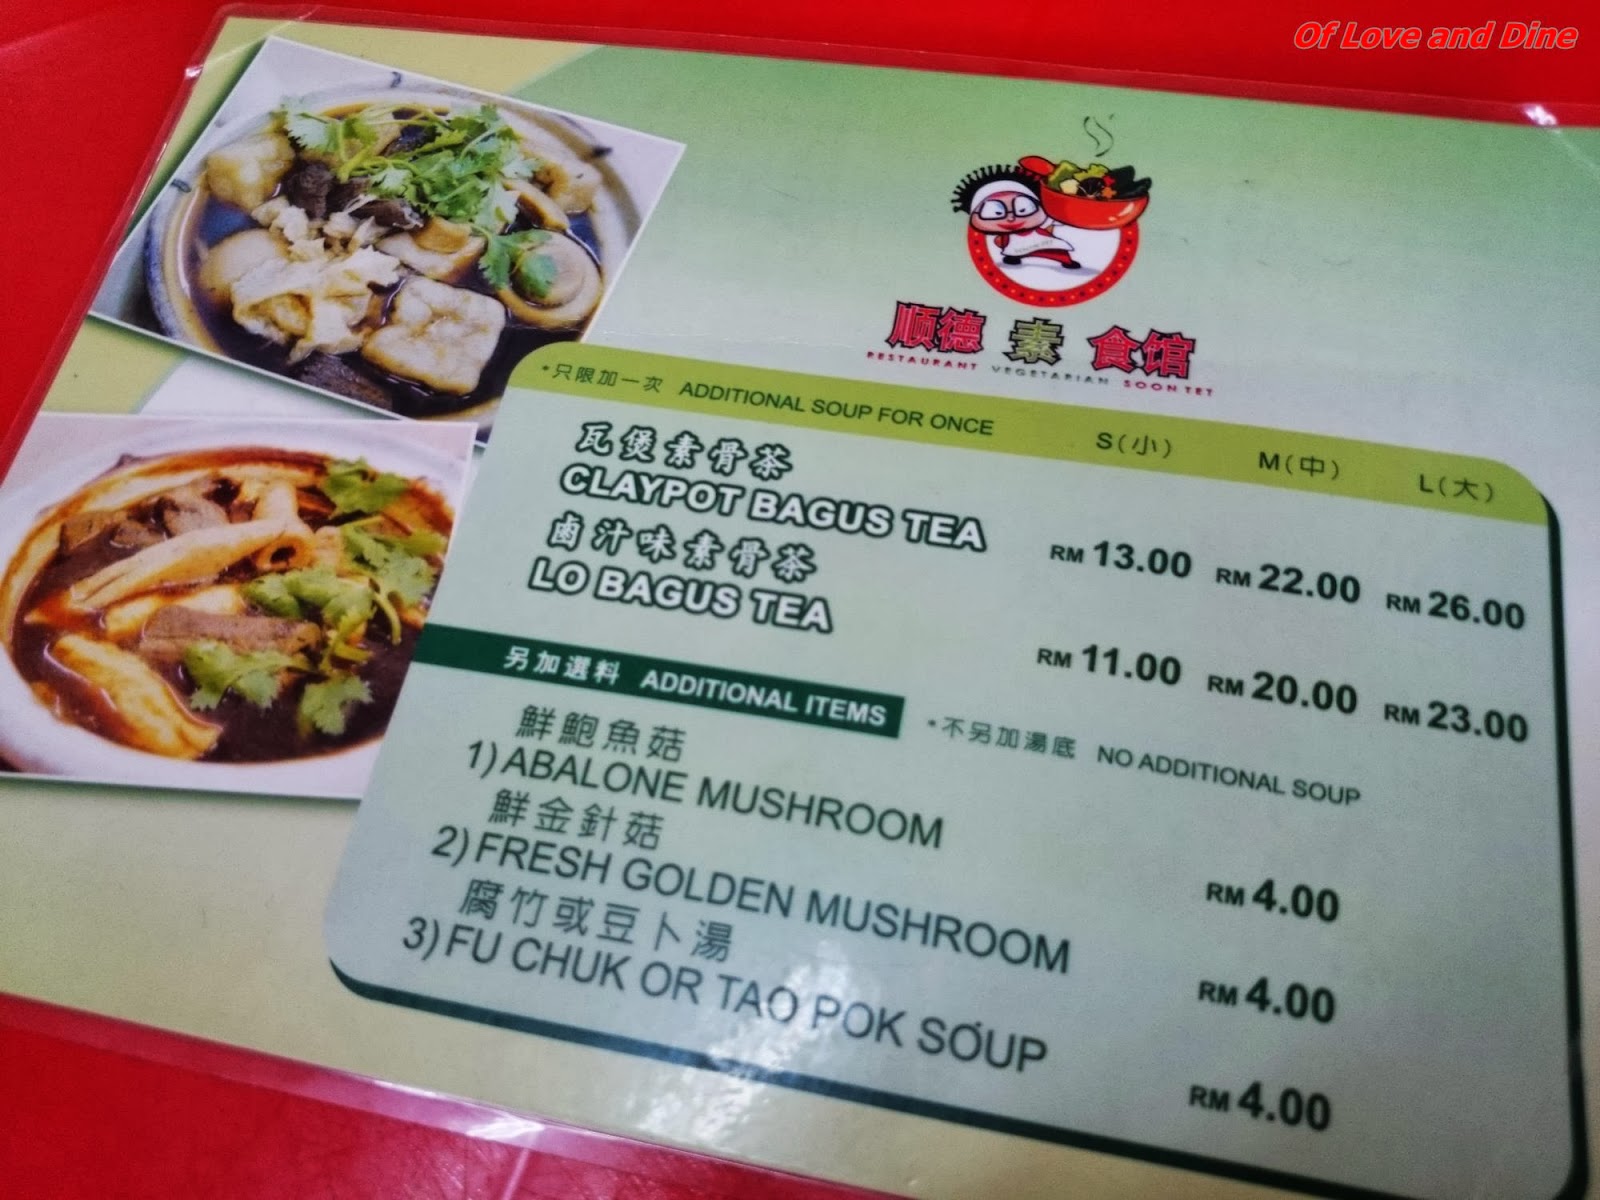 Of Love and Dine
顺德 素 食馆
RESTAURANT VEGETARIAN SOON TET
*只限加一次 ADDITIONAL SOUP FOR ONCE S(小) M(中) L(大)
瓦煲素骨茶
CLAYPOT BAGUS TEA RM 13.00 RM 22.00 RM 26.00
鹵汁味素骨茶
LO BAGUS TEA RM 11.00 RM 20.00 RM 23.00
另加選料 ADDITIONAL ITEMS *不另加湯底 NO ADDITIONAL SOUP
鮮鮑魚菇
1) ABALONE MUSHROOM RM 4.00
鮮金針菇
2) FRESH GOLDEN MUSHROOM RM 4.00
腐竹或豆卜湯
3) FU CHUK OR TAO POK SOUP RM 4.00